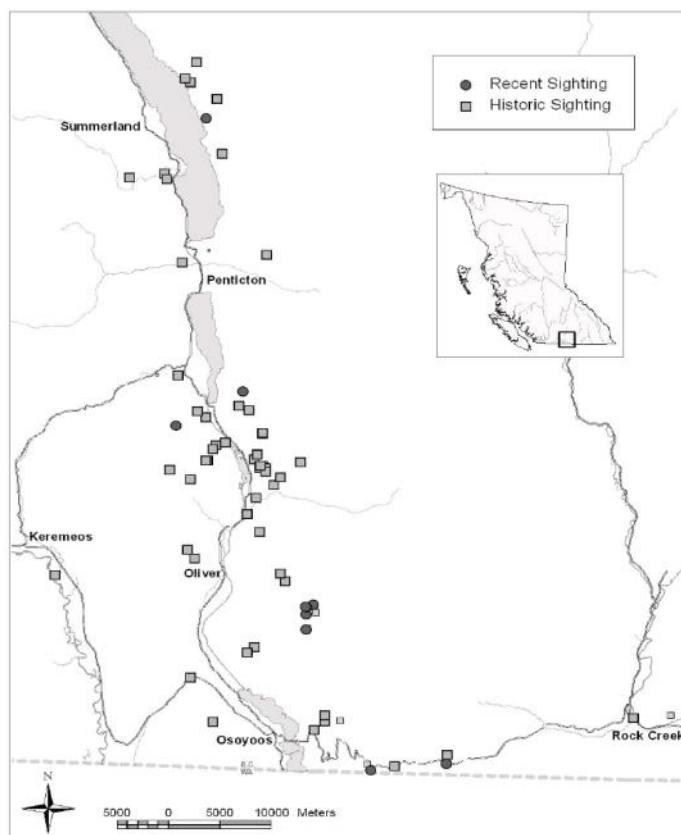 Recent Sighting
Historic Sighting
Summerland
Penticton
Keremeos
Oliver
Osoyoos
Rock Creek
N
5000 0 5000 10000 Meters